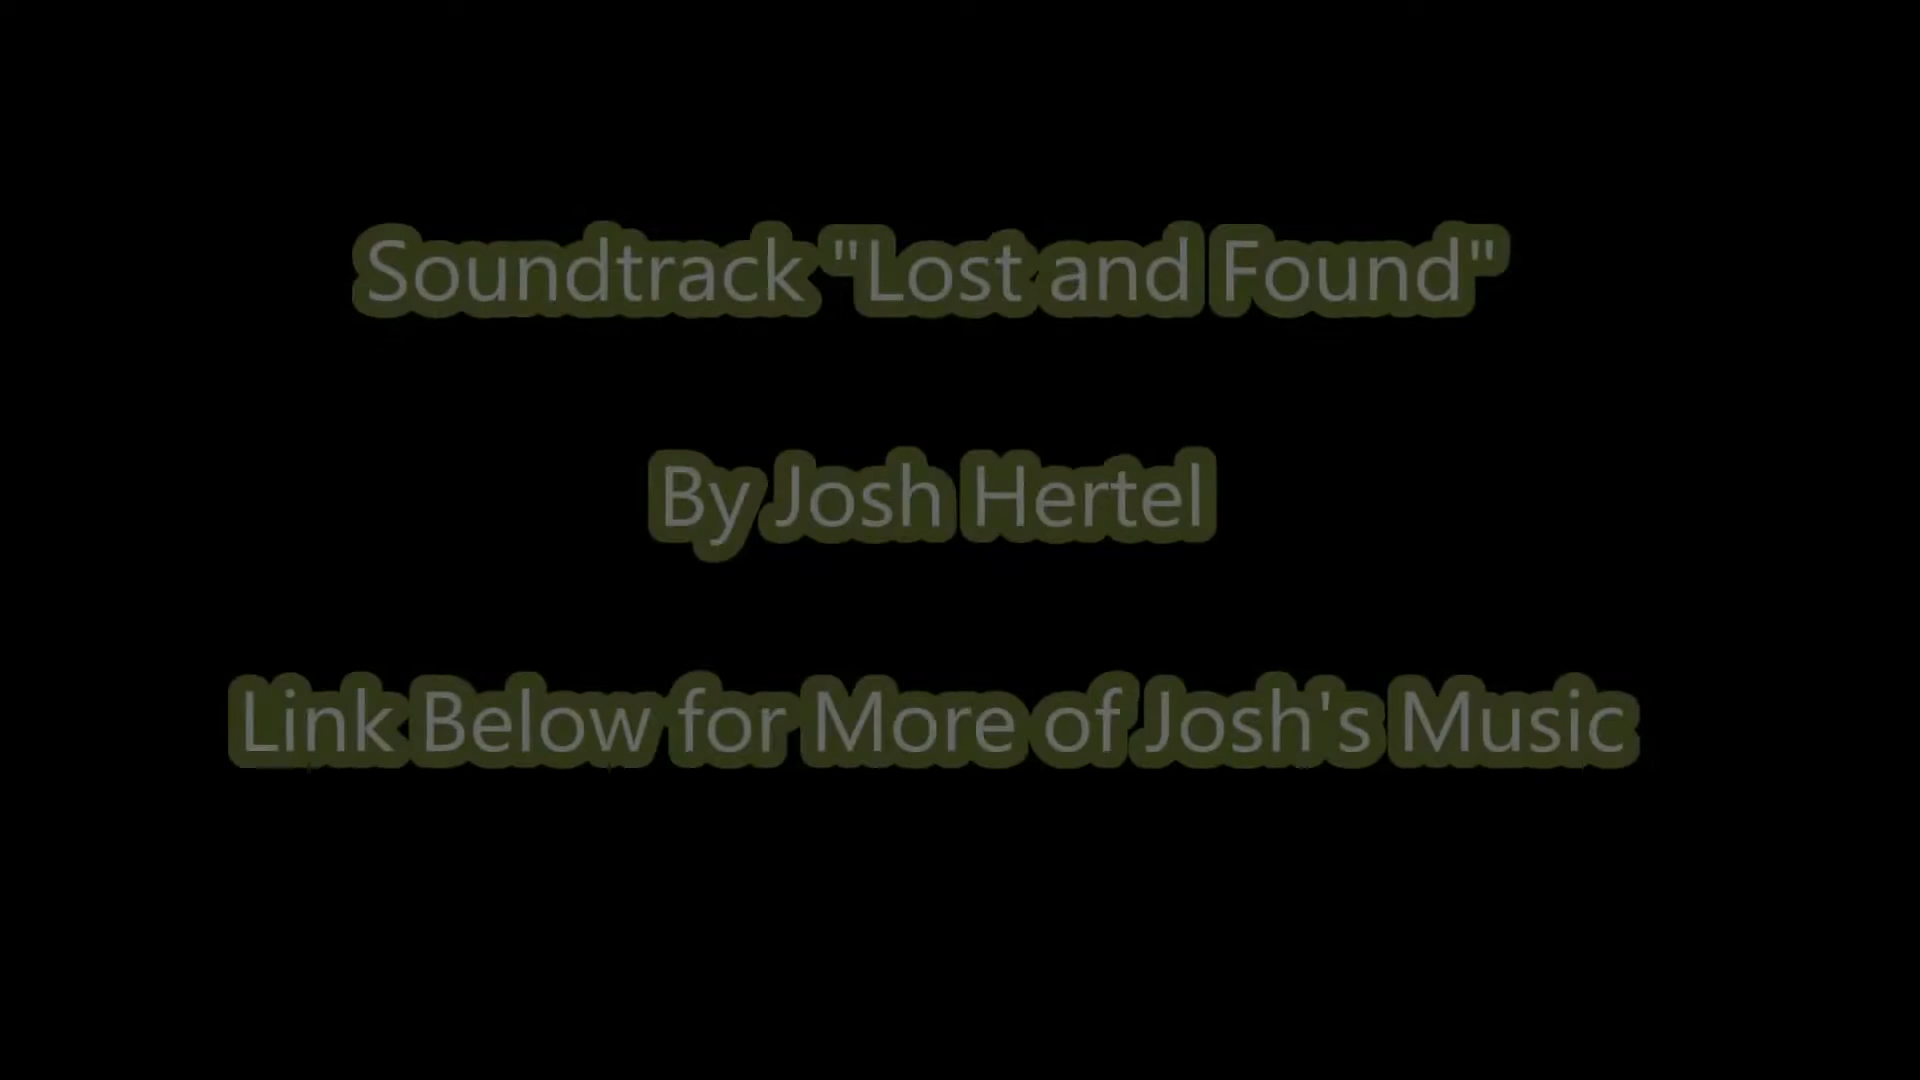 Soundtrack "Lost and Found"
By Josh Hertel
Link Below for More of Josh's Music